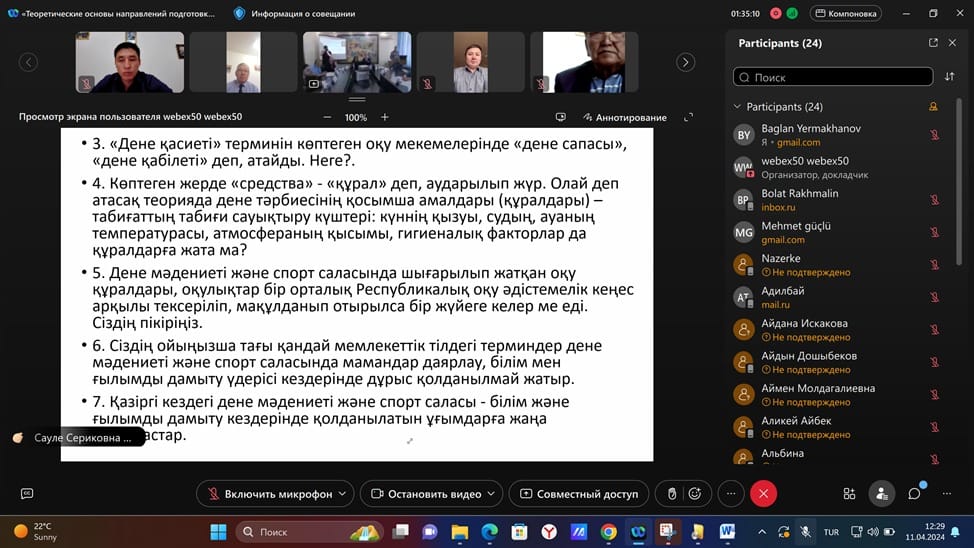 «Теоретические основы направлений подготовк...
Информация о совещании
01:35:10
Компоновка
Participants (24)
Поиск
Participants (24)
Просмотр экрана пользователя webex50 webex50
100%
Аннотирование
• 3. «Дене қасиеті» терминін көптеген оқу мекемелерінде «дене сапасы»,
«дене қабілеті» деп, атайды. Неге?.
• 4. Көптеген жерде «средства» - «құрал» деп, аударылып жүр. Олай деп
атасақ теорияда дене тәрбиесінің қосымша амалдары (құралдары) –
табиғаттың табиғи сауықтыру күштері: күннің қызуы, судың, ауаның
температурасы, атмосфераның қысымы, гигиеналық факторлар да
құралдарға жата ма?
• 5. Дене мәдениеті және спорт саласында шығарылып жатқан оқу
құралдары, оқулықтар бір орталық Республикалық оқу әдістемелік кеңес
арқылы тексеріліп, мақұлданып отырылса бір жүйеге келер ме еді.
Сіздің пікіріңіз.
• 6. Сіздің ойыңызша тағы қандай мемлекеттік тілдегі терминдер дене
мәдениеті және спорт саласында мамандар даярлау, білім мен
ғылымды дамыту үдерісі кездерінде дұрыс қолданылмай жатыр.
• 7. Қазіргі кездегі дене мәдениеті және спорт саласы - білім және
ғылымды дамыту кездерінде қолданылатын ұғымдарға жаңа
астар.
Сауле Сериковна ...
BY
Baglan Yermakhanov
Я • gmail.com
WW
webex50 webex50
Организатор, докладчик
BP
Bolat Rakhmalin
inbox.ru
MG
Mehmet güçlü
gmail.com
Nazerke
Не подтверждено
АТ
Адилбай
mail.ru
Айдана Искакова
Не подтверждено
Айдын Дошыбеков
Не подтверждено
Аймен Молдагалиевна
Не подтверждено
Аликей Айбек
Не подтверждено
Альбина
Включить микрофон
Остановить видео
Совместный доступ
22°C
Sunny
Поиск
TUR
12:29
11.04.2024